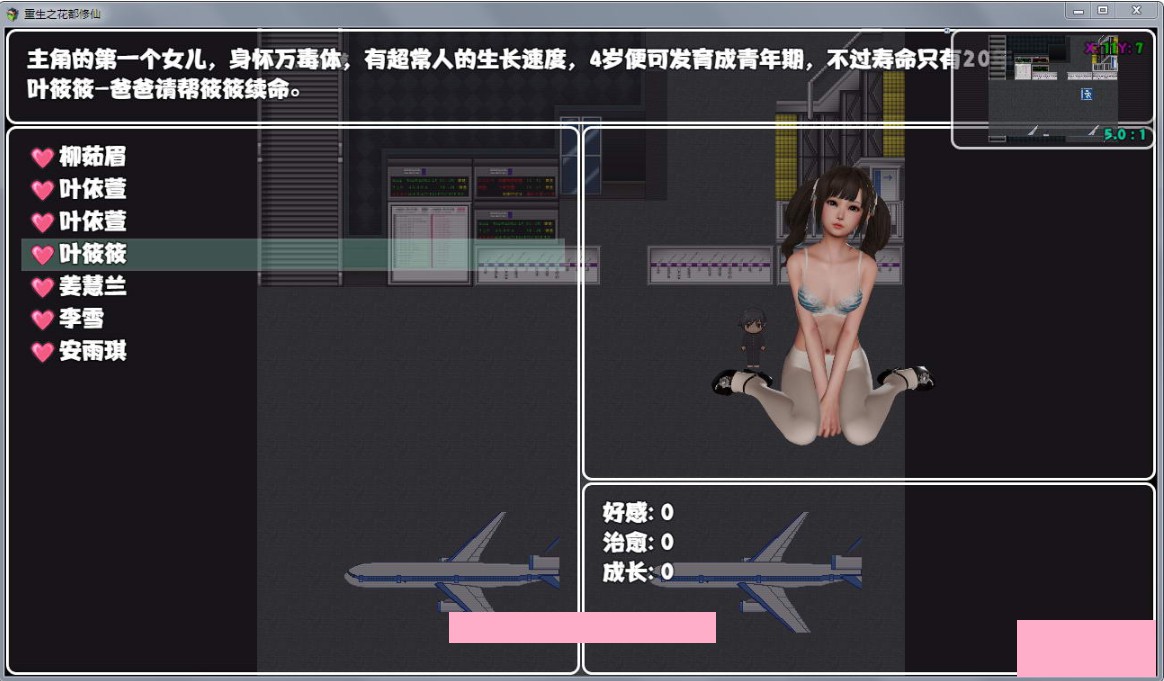 重生之花都修仙
主角的第一个女儿，身怀万毒体，有超常人的生长速度，4岁便可发育成青年期，不过寿命只有20
叶筱筱-爸爸请帮筱筱续命。
X:11Y:7
5.0:1
柳茹眉
叶依萱
叶依萱
叶筱筱
姜慧兰
李雪
安雨琪
好感: 0
治愈: 0
成长: 0